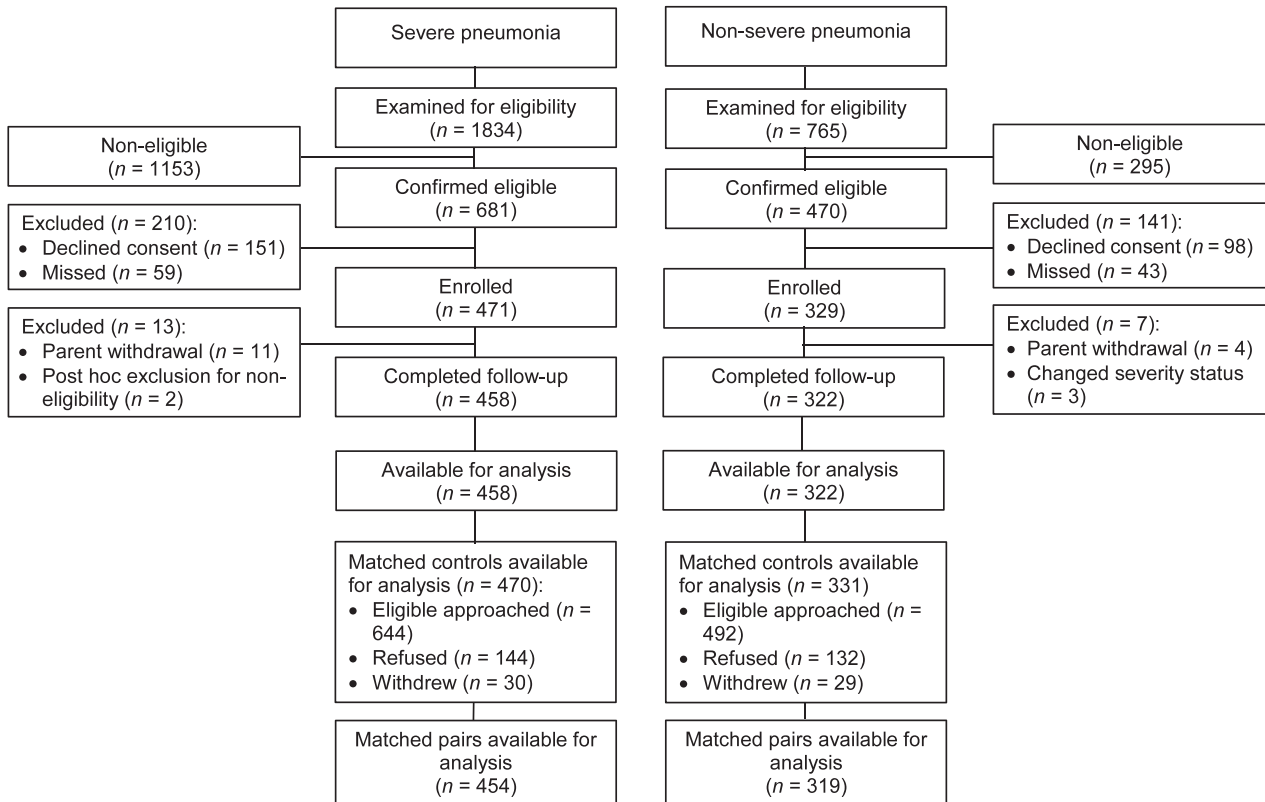 Severe pneumonia
Non-severe pneumonia
Examined for eligibility
(n = 1834)
Examined for eligibility
(n = 765)
Non-eligible
(n = 1153)
Non-eligible
(n = 295)
Confirmed eligible
(n = 681)
Confirmed eligible
(n = 470)
Excluded (n = 210):
• Declined consent (n = 151)
• Missed (n = 59)
Excluded (n = 141):
• Declined consent (n = 98)
• Missed (n = 43)
Enrolled
(n = 471)
Enrolled
(n = 329)
Excluded (n = 13):
• Parent withdrawal (n = 11)
• Post hoc exclusion for non-
eligibility (n = 2)
Excluded (n = 7):
• Parent withdrawal (n = 4)
• Changed severity status
(n = 3)
Completed follow-up
(n = 458)
Completed follow-up
(n = 322)
Available for analysis
(n = 458)
Available for analysis
(n = 322)
Matched controls available
for analysis (n = 470):
• Eligible approached (n =
644)
• Refused (n = 144)
• Withdrew (n = 30)
Matched controls available
for analysis (n = 331)
• Eligible approached (n =
492)
• Refused (n = 132)
• Withdrew (n = 29)
Matched pairs available for
analysis
(n = 454)
Matched pairs available for
analysis
(n = 319)